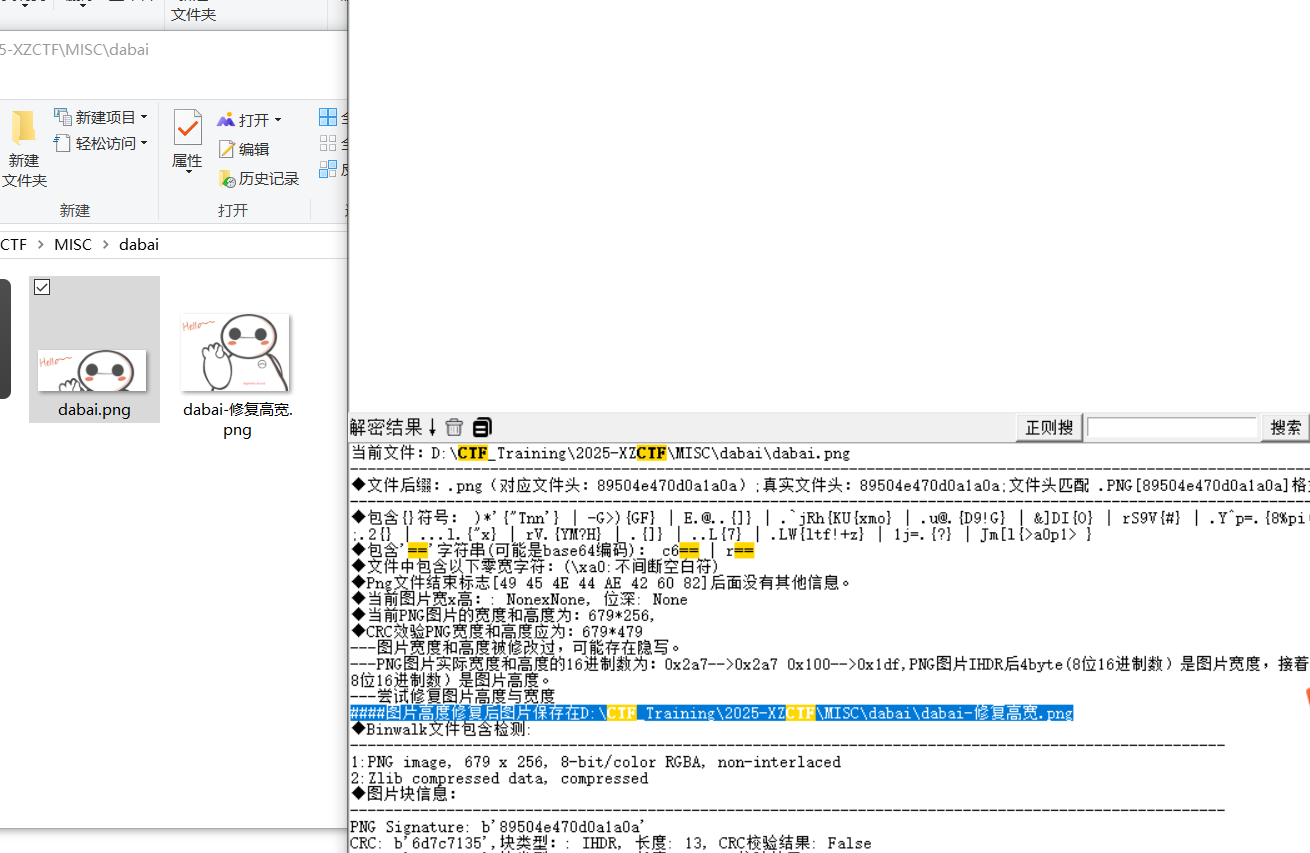 文件夹
5-XZCTF\MISC\dabai
新建项目
轻松访问
新建
文件夹
新建
属性
打开
编辑
历史记录
打开
CTF > MISC > dabai
Hello~~
Hello~~
dabai.png
dabai-修复高宽.
png
解密结果↓
正则搜
搜索
当前文件: D:\CTF_Training\2025-XZCTF\MISC\dabai\dabai.png
◆文件后缀: .png (对应文件头: 89504e470d0a1a0a) ;真实文件头: 89504e470d0a1a0a;文件头匹配 .PNG[89504e470d0a1a0a]格
◆包含{}符号: )*'{"Tnn'} | -G>){GF} | E.@..{]} | .`jRh{KU{xmo} | .u@.{D9!G} | &]DI{O} | rS9V{#} | .Y^p=.{8%pi
;.2{} | ...l.{"x} | rV.{YM?H} | .{]} | ..L{7} | .LW{ltf!+z} | 1j=.{?} | Jm[l{>aOp1> }
◆包含'=='字符串(可能是base64编码): c6== | r==
◆文件中包含以下零宽字符: (\xa0:不间断空白符)
◆Png文件结束标志[49 45 4E 44 AE 42 60 82]后面没有其他信息。
◆当前图片宽x高: : NonexNone, 位深: None
◆当前PNG图片的宽度和高度为: 679*256,
◆CRC效验PNG宽度和高度应为: 679*479
---图片宽度和高度被修改过，可能存在隐写。
---PNG图片实际宽度和高度的16进制数为: 0x2a7-->0x2a7 0x100-->0x1df,PNG图片IHDR后4byte(8位16进制数) 是图片宽度，接着
8位16进制数) 是图片高度。
---尝试修复图片高度与宽度
####图片高度修复后图片保存在D:\CTF_Training\2025-XZCTF\MISC\dabai\dabai-修复高宽.png
◆Binwalk文件包含检测:
1:PNG image, 679 x 256, 8-bit/color RGBA, non-interlaced
2:Zlib compressed data, compressed
◆图片块信息:
PNG Signature: b'89504e470d0a1a0a'
CRC: b'6d7c7135',块类型: : IHDR, 长度: 13, CRC校验结果: False